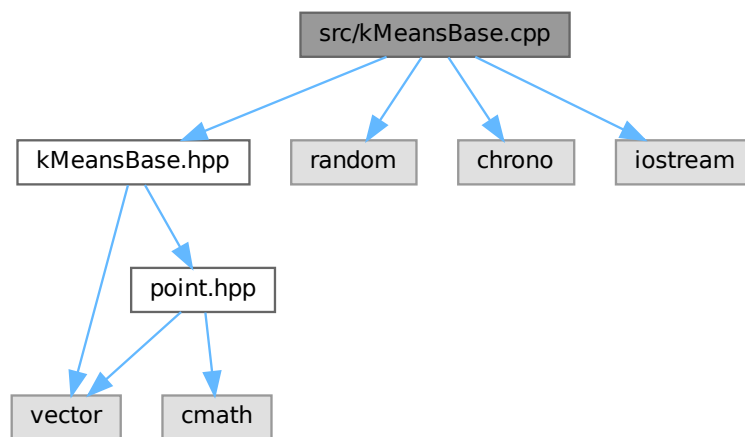 src/kMeansBase.cpp
kMeansBase.hpp
random
chrono
iostream
point.hpp
vector
cmath